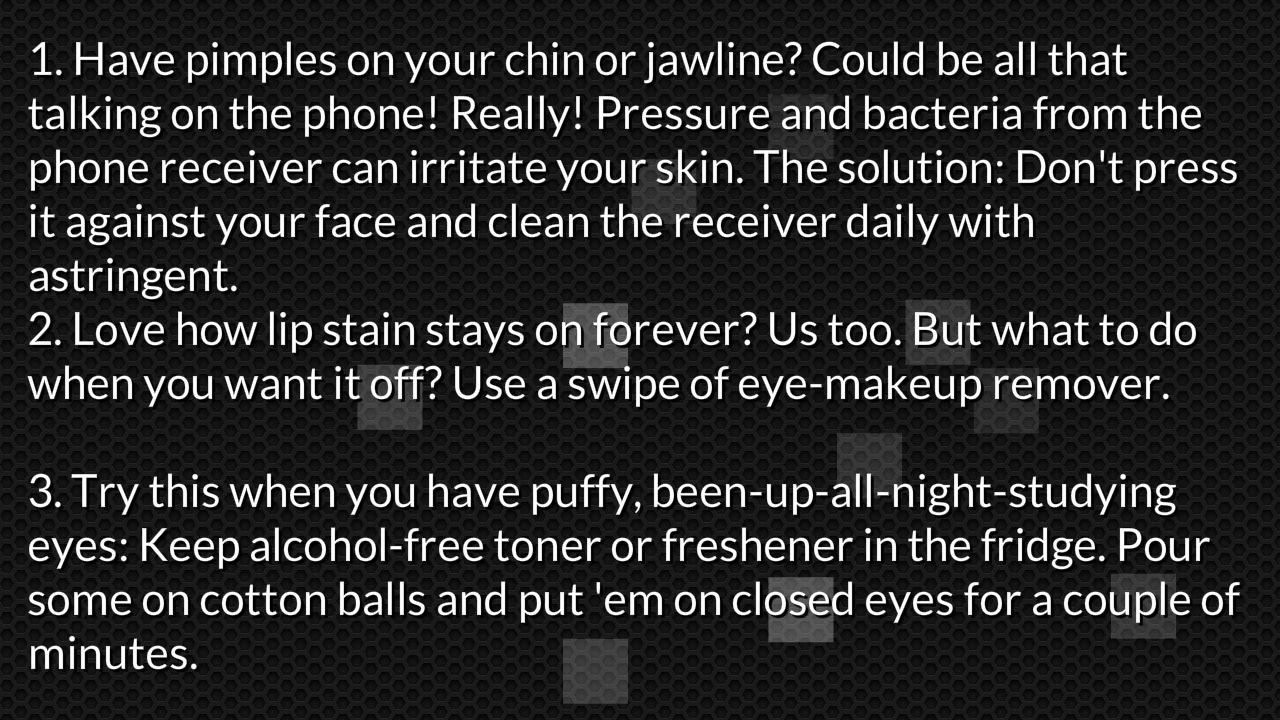 1. Have pimples on your chin or jawline? Could be all that
talking on the phone! Really! Pressure and bacteria from the
phone receiver can irritate your skin. The solution: Don't press
it against your face and clean the receiver daily with
astringent.
2. Love how lip stain stays on forever? Us too. But what to do
when you want it off? Use a swipe of eye-makeup remover.
3. Try this when you have puffy, been-up-all-night-studying
eyes: Keep alcohol-free toner or freshener in the fridge. Pour
some on cotton balls and put 'em on closed eyes for a couple of
minutes.